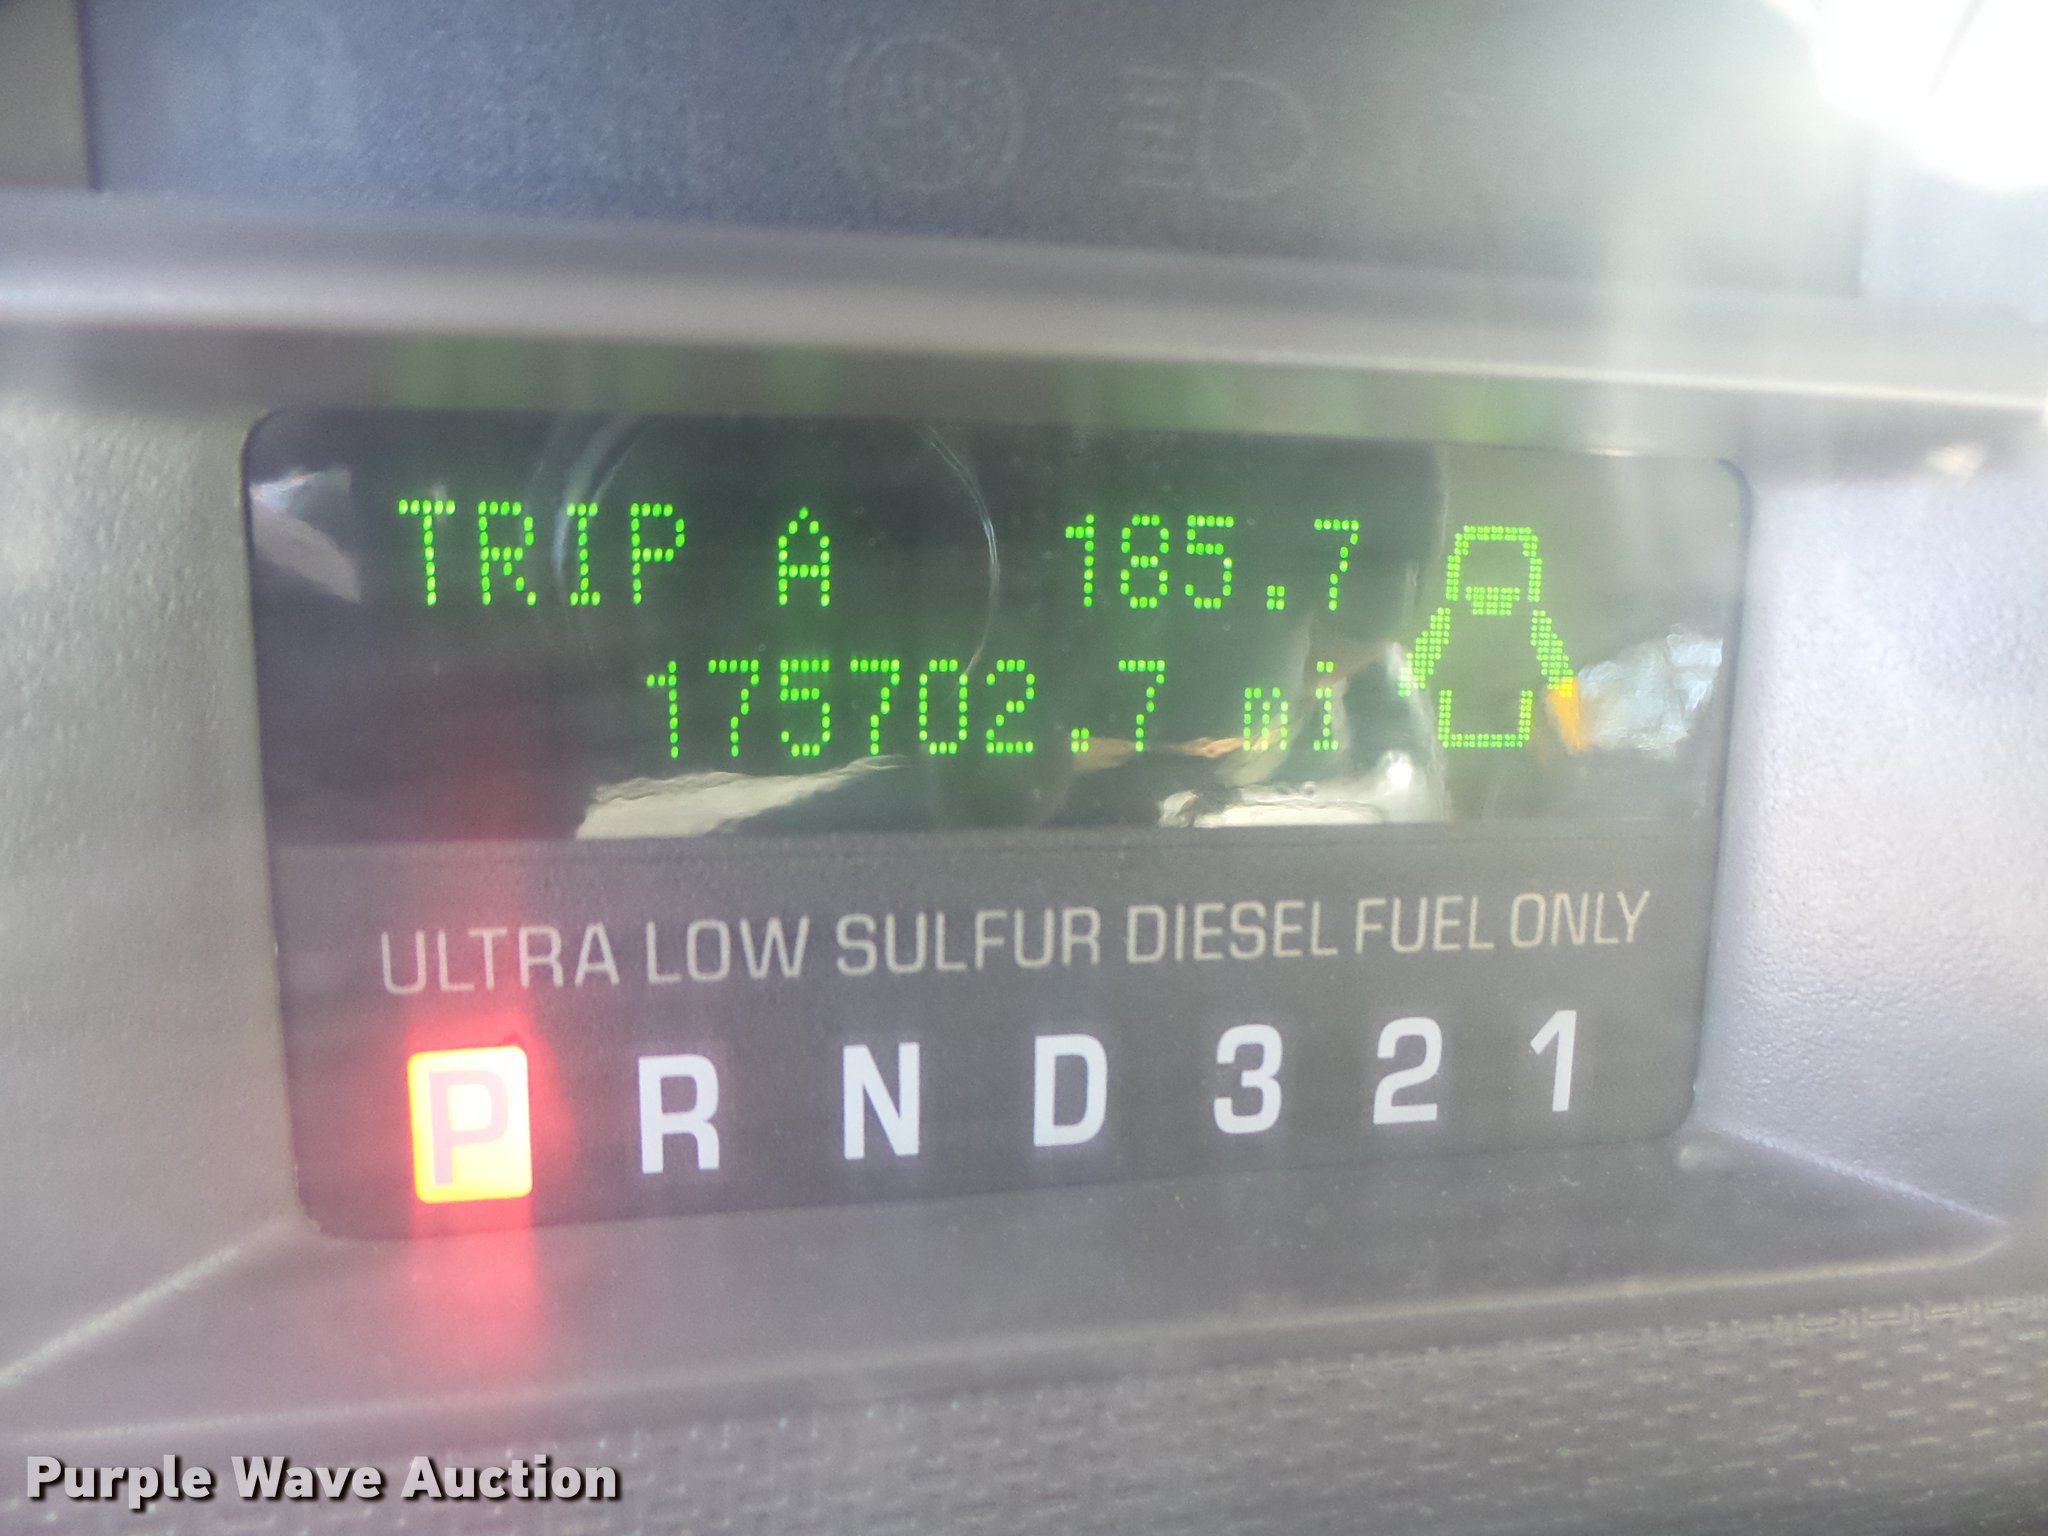 TRIP A 185.7
175702.7 mi
ULTRA LOW SULFUR DIESEL FUEL ONLY
P R N D 3 2 1
Purple Wave Auction